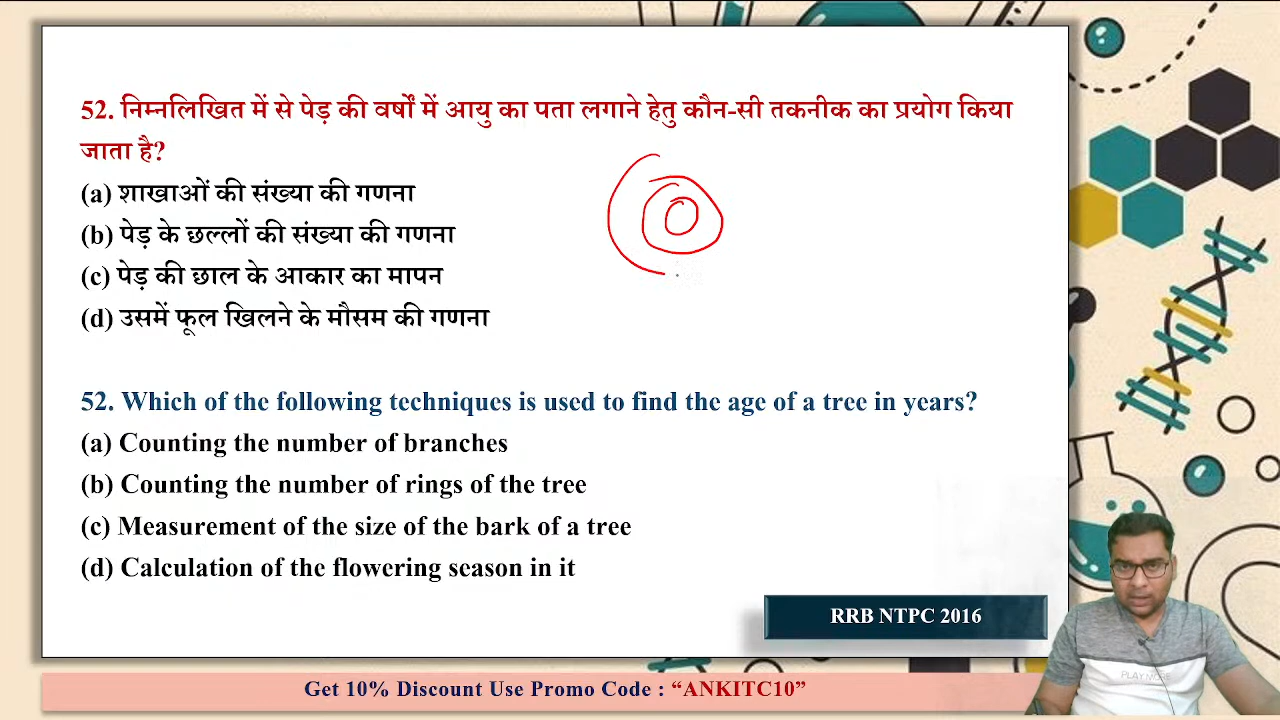 52. निम्नलिखित में से पेड़ की वर्षों में आयु का पता लगाने हेतु कौन-सी तकनीक का प्रयोग किया
जाता है?
(a) शाखाओं की संख्या की गणना
(b) पेड़ के छल्लों की संख्या की गणना
(c) पेड़ की छाल के आकार का मापन
(d) उसमें फूल खिलने के मौसम की गणना
52. Which of the following techniques is used to find the age of a tree in years?
(a) Counting the number of branches
(b) Counting the number of rings of the tree
(c) Measurement of the size of the bark of a tree
(d) Calculation of the flowering season in it
RRB NTPC 2016
PLAY MORE
Get 10% Discount Use Promo Code : “ANKITC10”